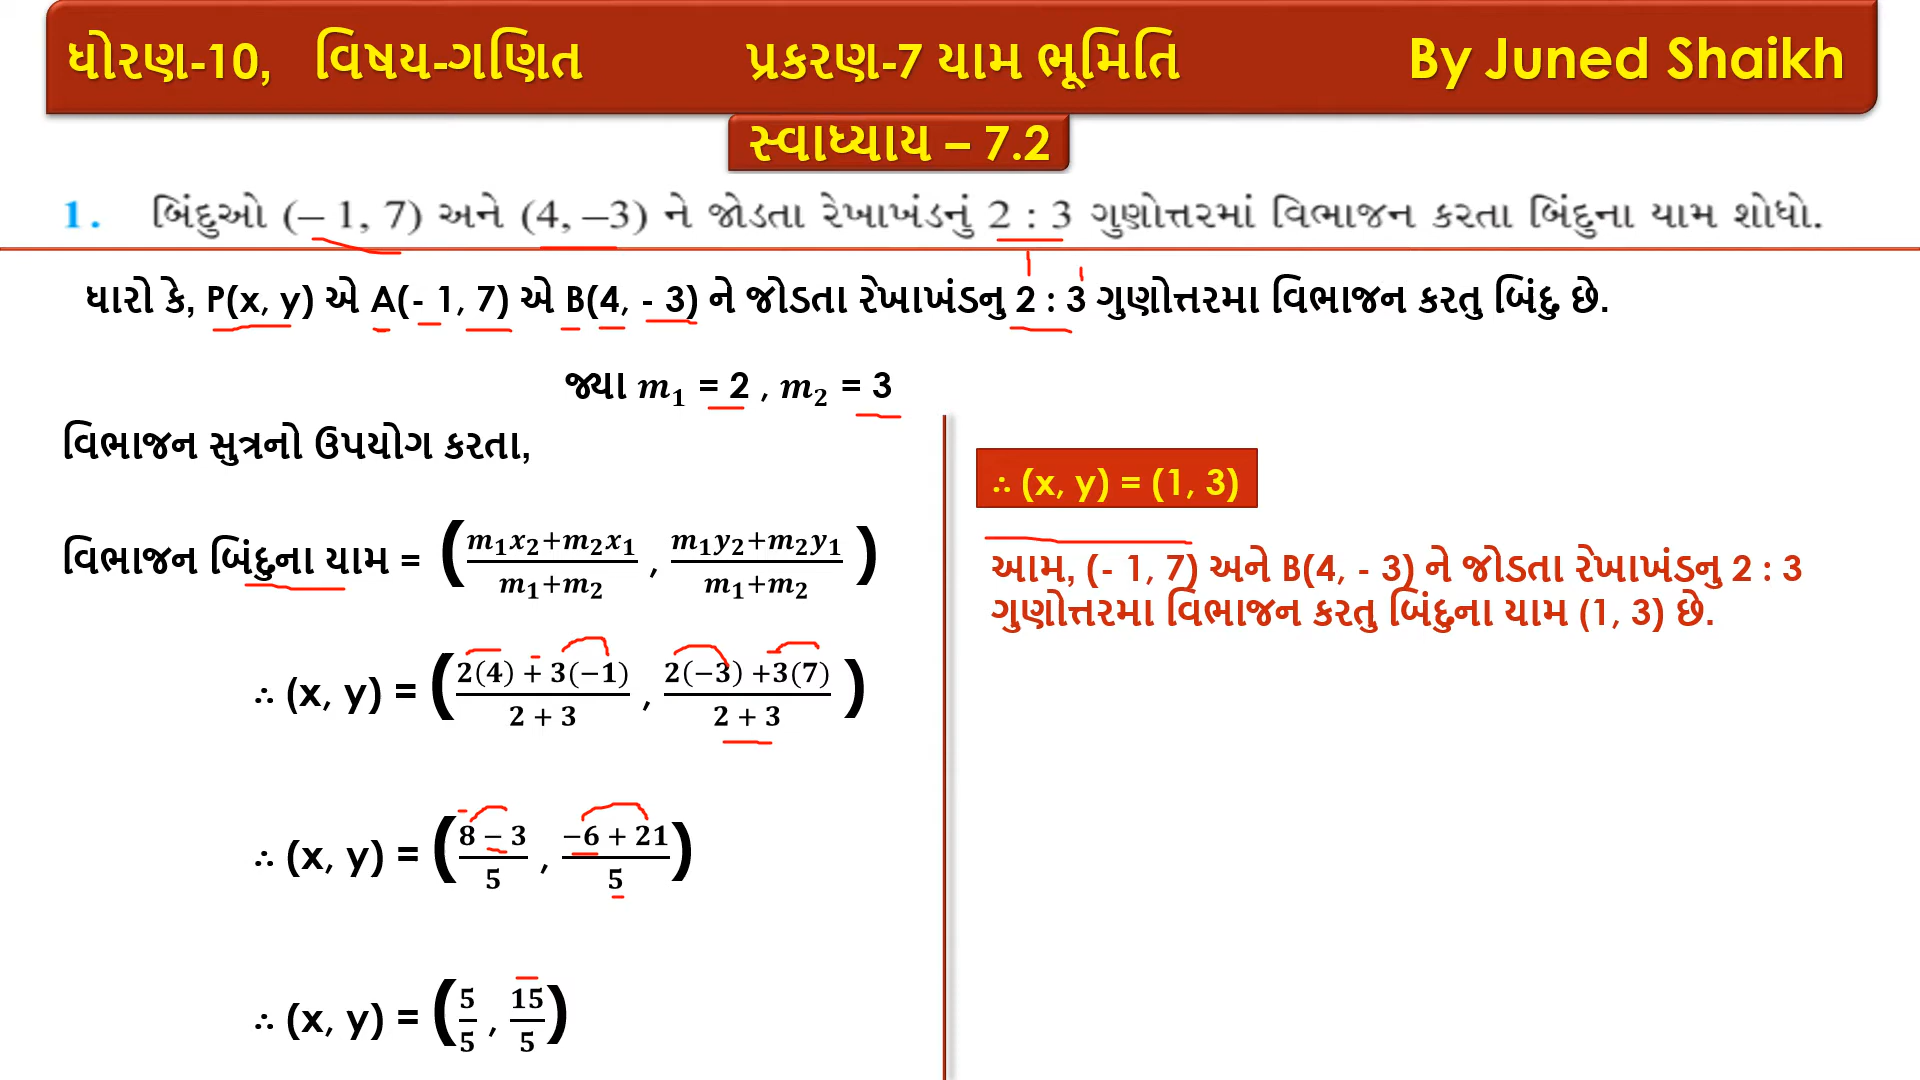 ધોરણ-10, વિષય-ગણિત પ્રકરણ-7 યામ ભૂમિતિ By Juned Shaikh
સ્વાધ્યાય – 7.2
1. બિંદુઓ (– 1, 7) અને (4, –3) ને જોડતા રેખાખંડનું 2 : 3 ગુણોત્તરમાં વિભાજન કરતા બિંદુના યામ શોધો.
ધારો કે, P(x, y) એ A(- 1, 7) એ B(4, - 3) ને જોડતા રેખાખંડનુ 2 : 3 ગુણોત્તરમા વિભાજન કરતુ બિંદુ છે.
જ્યા m₁ = 2 , m₂ = 3
વિભાજન સુત્રનો ઉપયોગ કરતા,
વિભાજન બિંદુના યામ = ( (m₁x₂+m₂x₁)/(m₁+m₂) , (m₁y₂+m₂y₁)/(m₁+m₂) )
∴ (x, y) = ( (2(4) + 3(−1))/(2 + 3) , (2(−3) +3(7))/(2 + 3) )
∴ (x, y) = ( (8 − 3)/5 , (−6 + 21)/5 )
∴ (x, y) = ( 5/5 , 15/5 )
∴ (x, y) = (1, 3)
આમ, (- 1, 7) અને B(4, - 3) ને જોડતા રેખાખંડનુ 2 : 3
ગુણોત્તરમા વિભાજન કરતુ બિંદુના યામ (1, 3) છે.